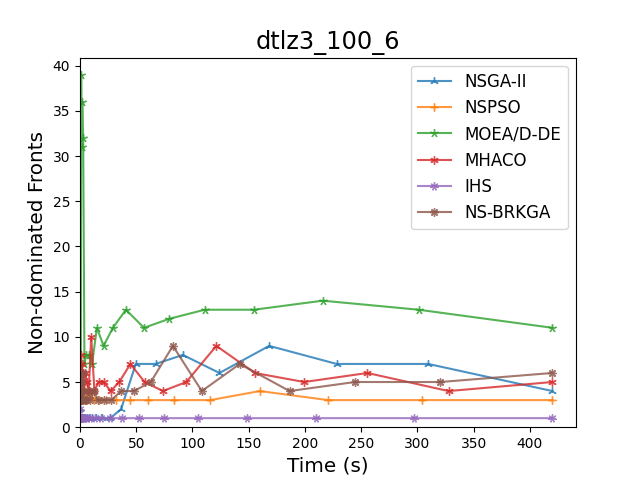 dtlz3_100_6
Non-dominated Fronts
40
35
30
25
20
15
10
5
0
NSGA-II
NSPSO
MOEA/D-DE
MHACO
IHS
NS-BRKGA
0 50 100 150 200 250 300 350 400
Time (s)